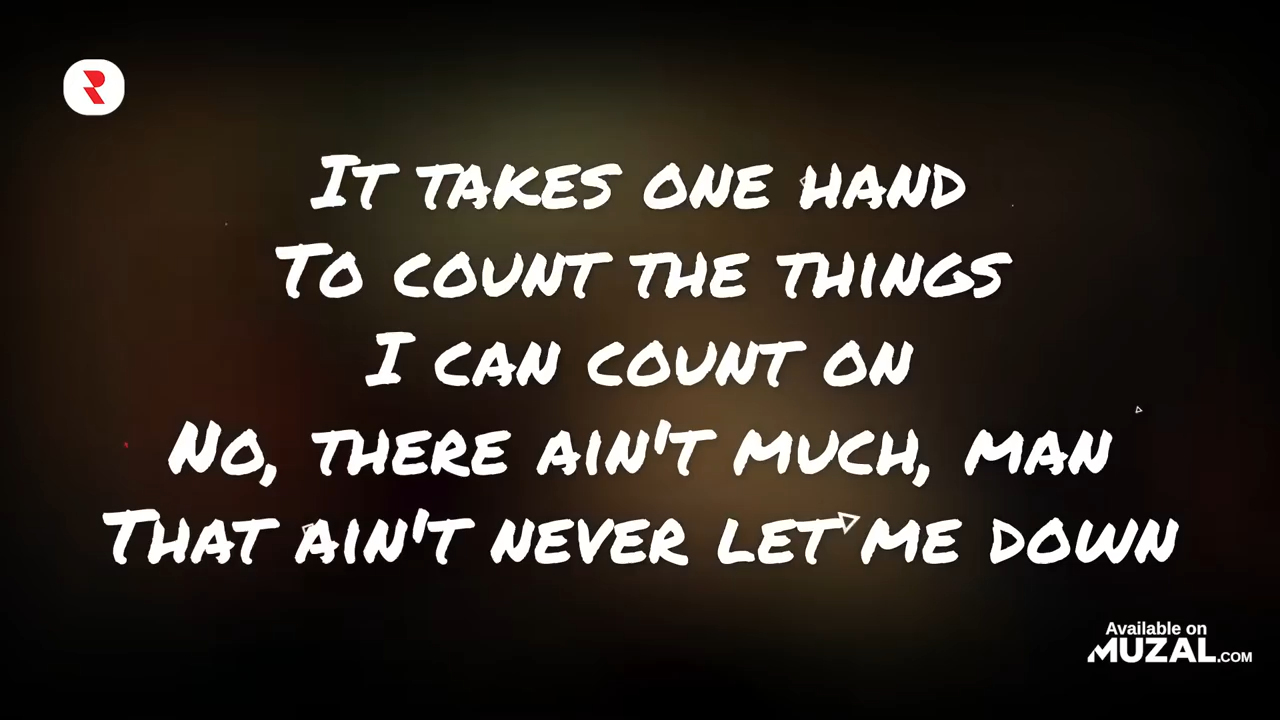 It takes one hand
To count the things
I can count on
No, there ain't much, man
That ain't never let me down
Available on
MUZAL.COM